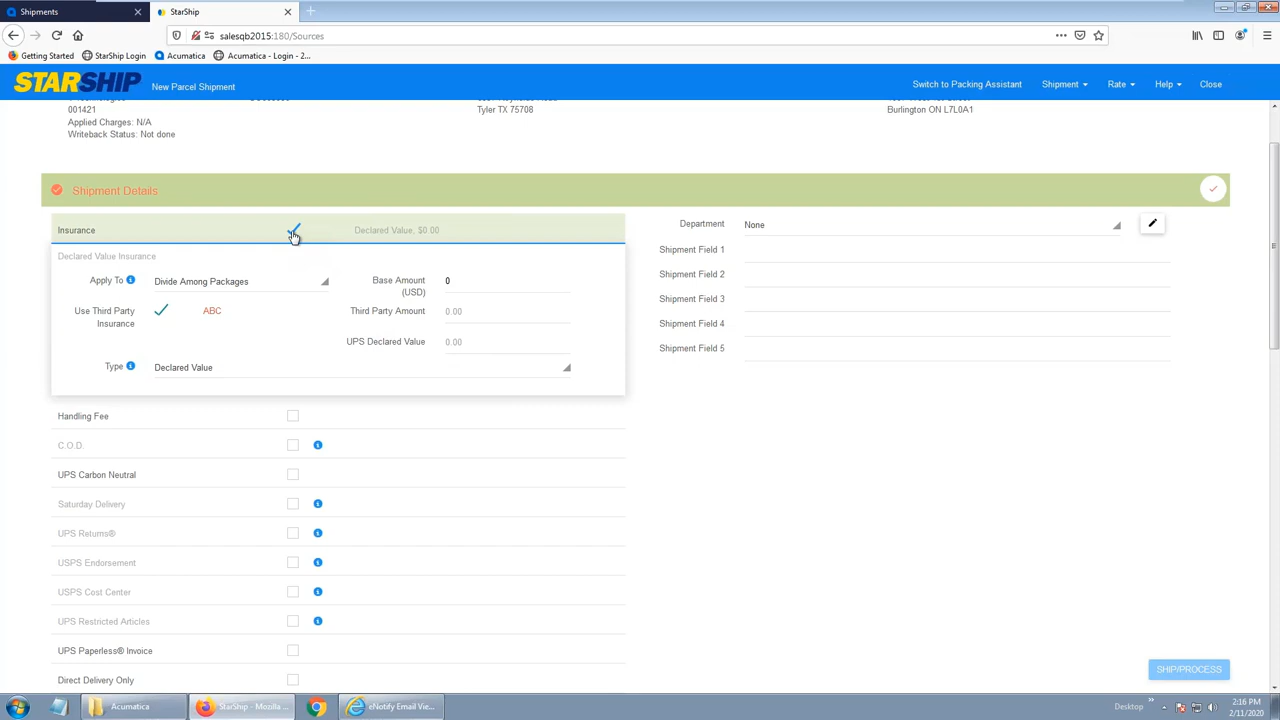 Shipments
StarShip
salesqb2015:180/Sources
Getting Started
StarShip Login
Acumatica
Acumatica - Login - 2...
STARSHIP
New Parcel Shipment
Switch to Packing Assistant
Shipment
Rate
Help
Close
001421
Tyler TX 75708
Burlington ON L7L0A1
Applied Charges: N/A
Writeback Status: Not done
Shipment Details
Insurance
Declared Value, $0.00
Declared Value Insurance
Apply To
Divide Among Packages
Base Amount
(USD)
0
Use Third Party
Insurance
ABC
Third Party Amount
0.00
UPS Declared Value
0.00
Type
Declared Value
Department
None
Shipment Field 1
Shipment Field 2
Shipment Field 3
Shipment Field 4
Shipment Field 5
Handling Fee
C.O.D.
UPS Carbon Neutral
Saturday Delivery
UPS Returns®
USPS Endorsement
USPS Cost Center
UPS Restricted Articles
UPS Paperless® Invoice
Direct Delivery Only
SHIP/PROCESS
Acumatica
StarShip - Mozilla ...
eNotify Email Vie...
Desktop
2:16 PM
2/11/2020